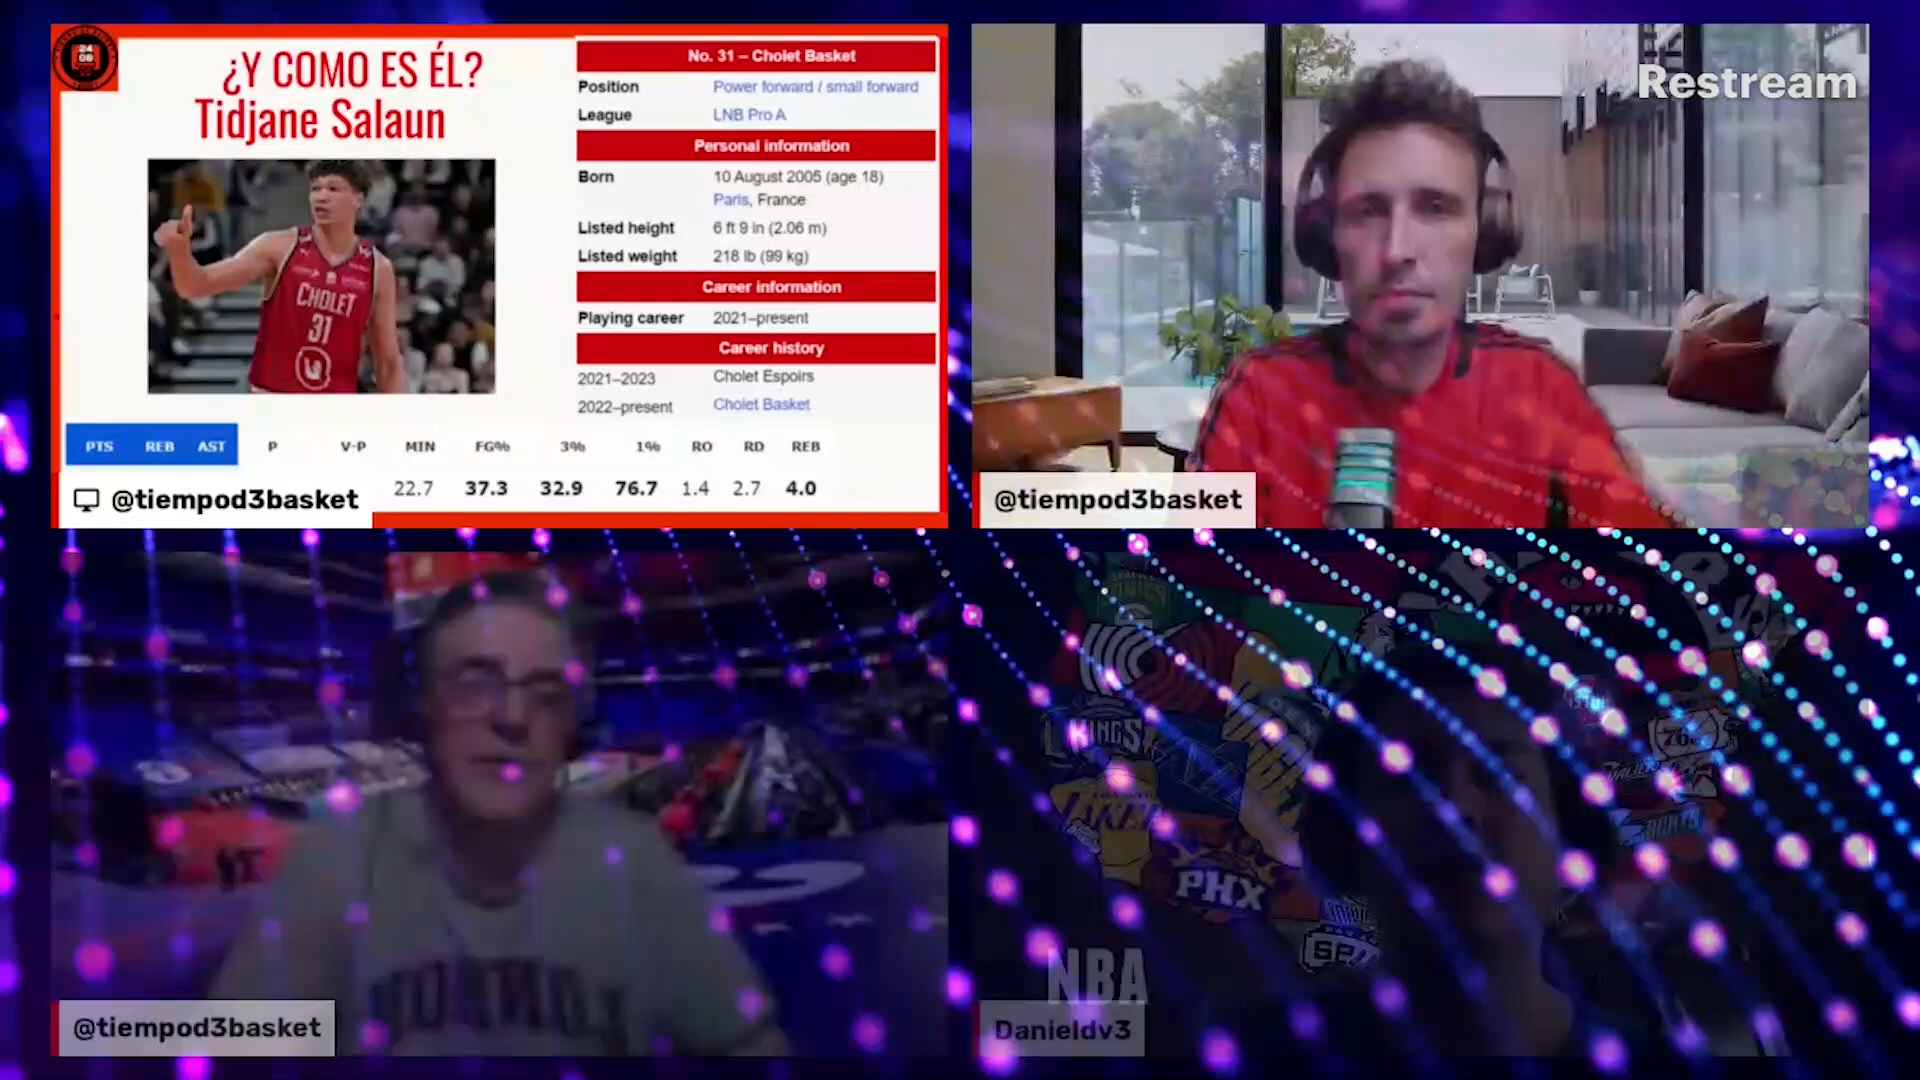 24
08
¿Y COMO ES ÉL?
Tidjane Salaun
CHOLET
31
No. 31 – Cholet Basket
Position Power forward / small forward
League LNB Pro A
Personal information
Born 10 August 2005 (age 18)
Paris, France
Listed height 6 ft 9 in (2.06 m)
Listed weight 218 lb (99 kg)
Career information
Playing career 2021–present
Career history
2021–2023 Cholet Espoirs
2022–present Cholet Basket
PTS REB AST P V-P MIN FG% 3% 1% RO RD REB
22.7 37.3 32.9 76.7 1.4 2.7 4.0
@tiempod3basket
Restream
@tiempod3basket
@tiempod3basket
KINGS
PHX
NBA
Danieldv3